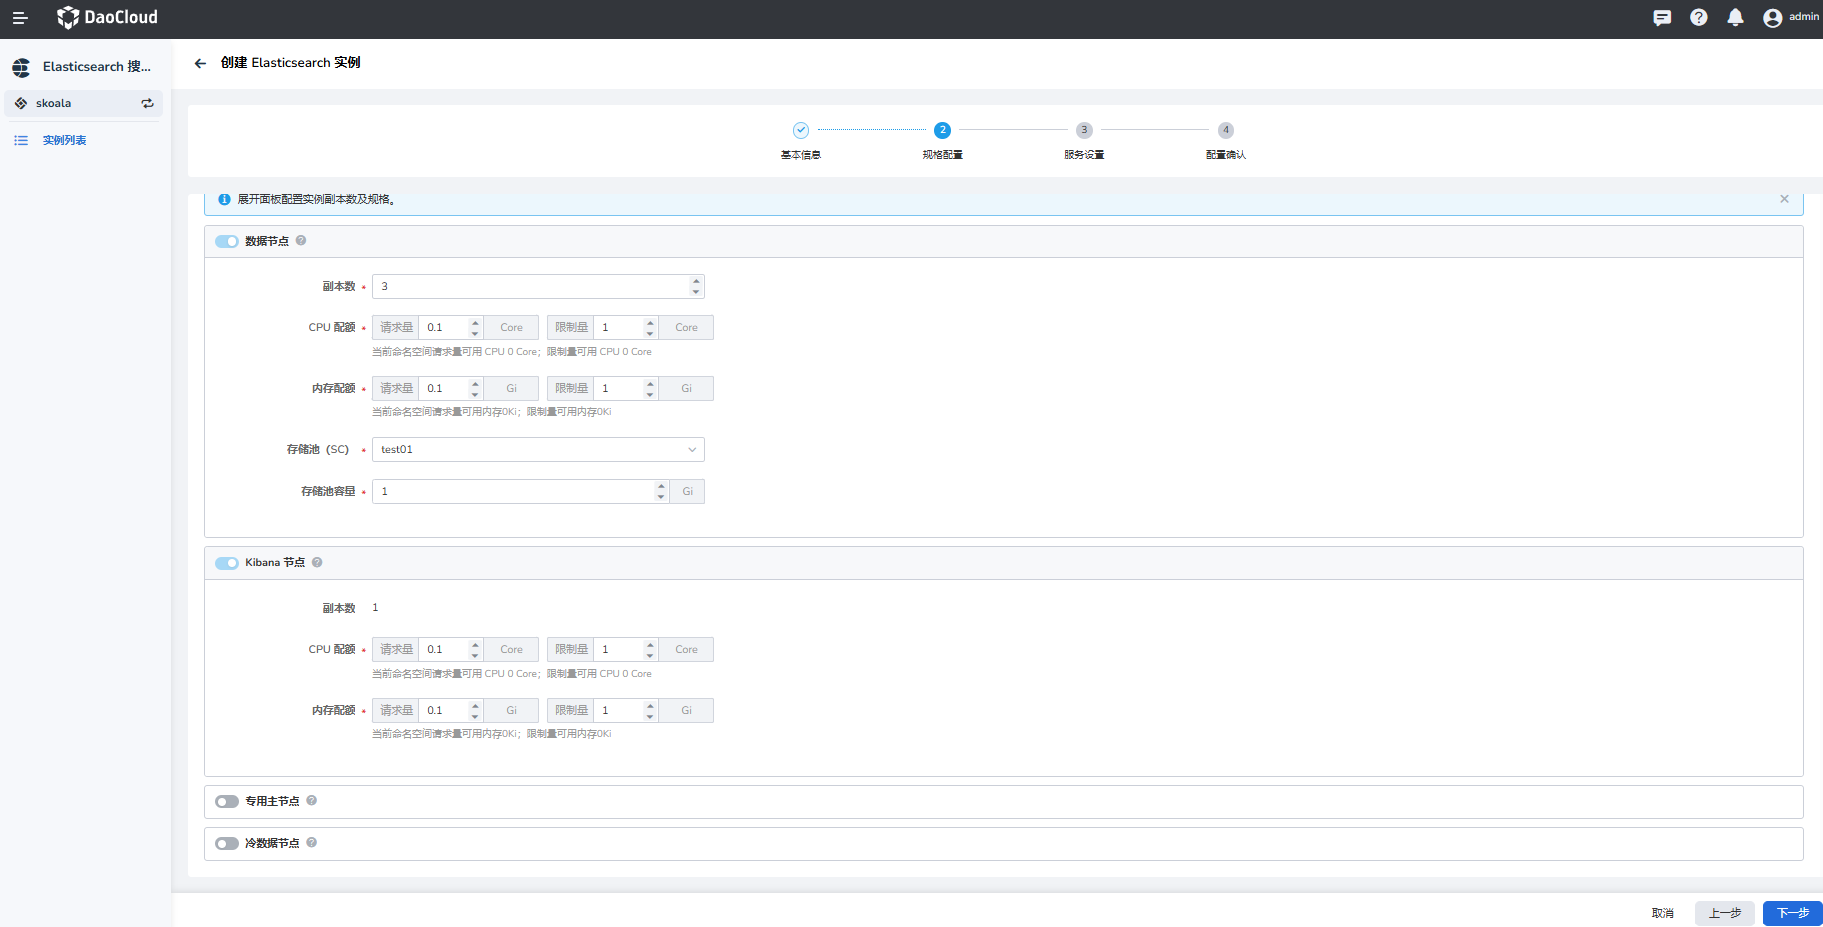 DaoCloud
admin
Elasticsearch 搜...
skoala
实例列表
创建 Elasticsearch 实例
2
3
4
基本信息
规格配置
服务设置
配置确认
展开面板配置实例副本数及规格。
数据节点
副本数 * 3
CPU 配额 * 请求量 0.1 Core 限制量 1 Core
当前命名空间请求量可用 CPU 0 Core；限制量可用 CPU 0 Core
内存配额 * 请求量 0.1 Gi 限制量 1 Gi
当前命名空间请求量可用内存0Ki；限制量可用内存0Ki
存储池（SC） * test01
存储池容量 * 1 Gi
Kibana 节点
副本数 1
CPU 配额 * 请求量 0.1 Core 限制量 1 Core
当前命名空间请求量可用 CPU 0 Core；限制量可用 CPU 0 Core
内存配额 * 请求量 0.1 Gi 限制量 1 Gi
当前命名空间请求量可用内存0Ki；限制量可用内存0Ki
专用主节点
冷数据节点
取消
上一步
下一步